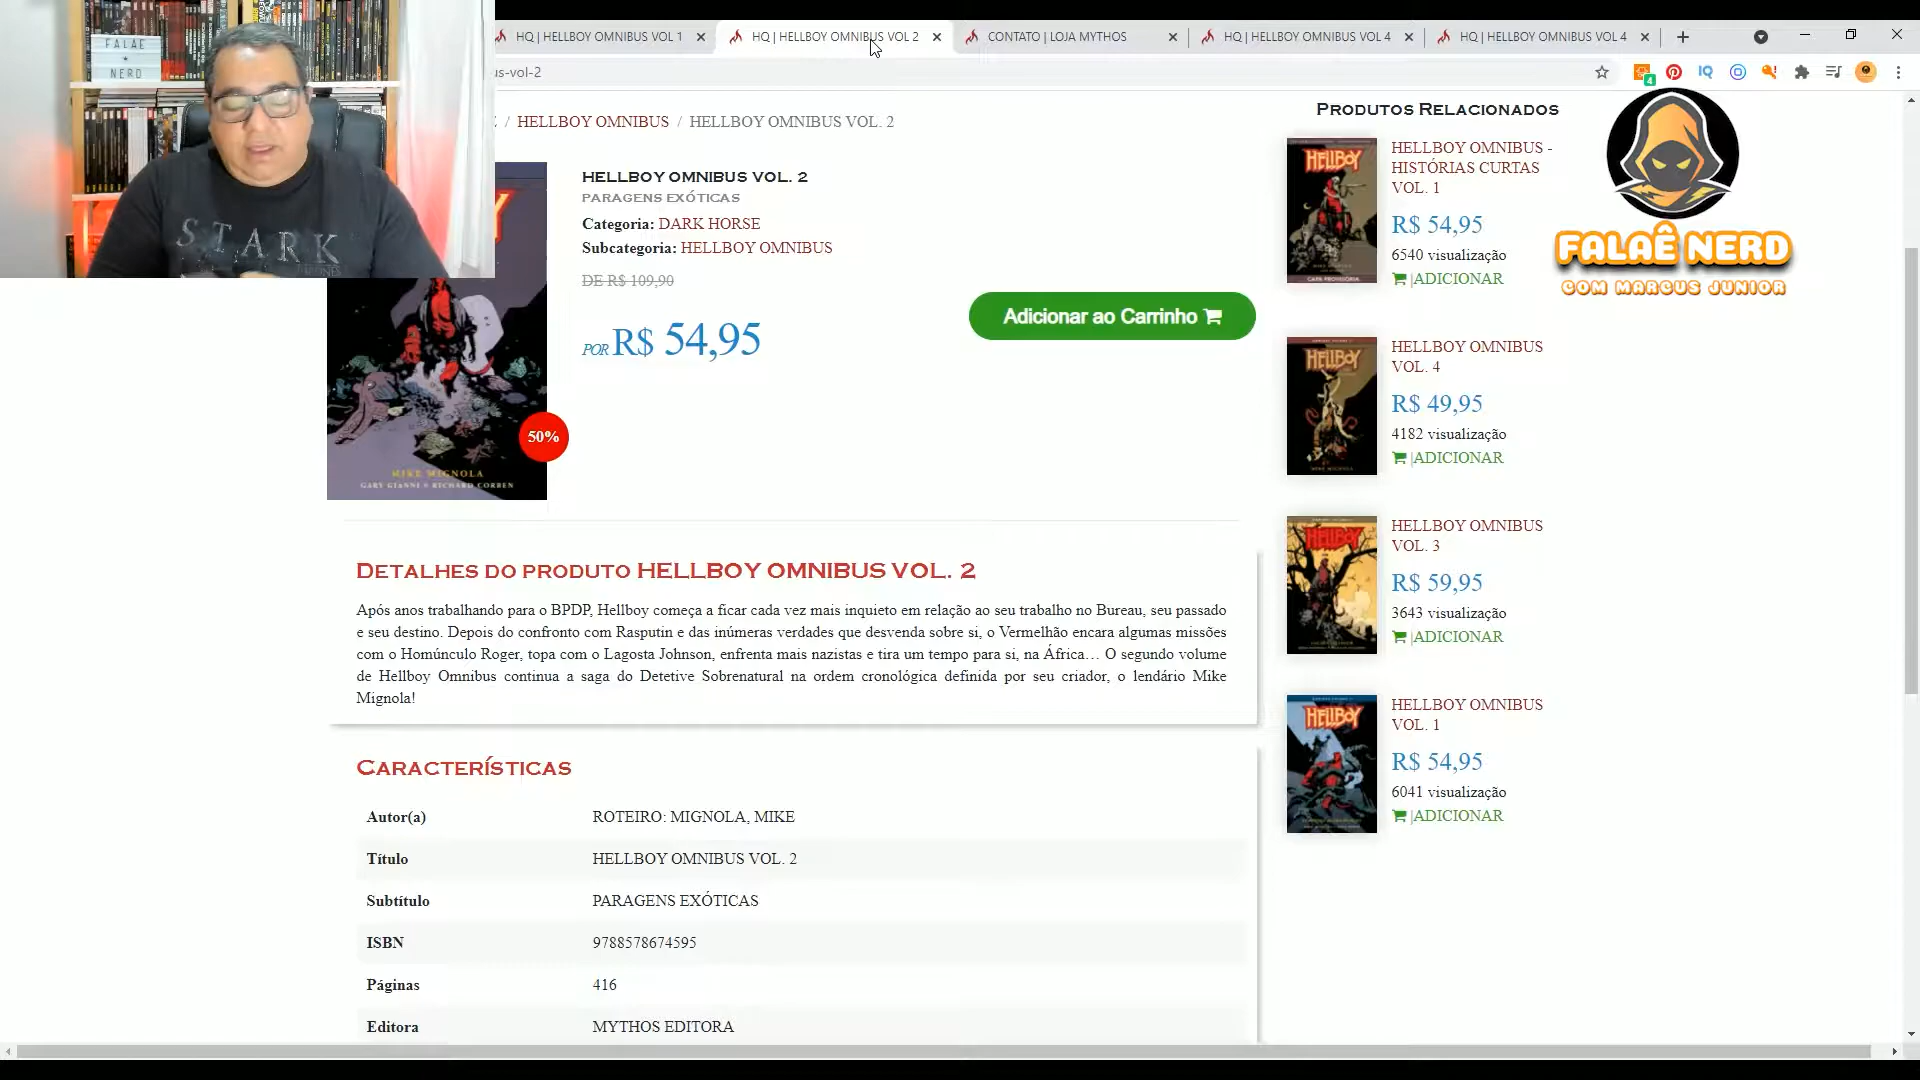 FALAE
NERD
STARK
HQ | HELLBOY OMNIBUS VOL 1
HQ | HELLBOY OMNIBUS VOL 2
CONTATO | LOJA MYTHOS
HQ | HELLBOY OMNIBUS VOL 4
HQ | HELLBOY OMNIBUS VOL 4
us-vol-2
4
/ HELLBOY OMNIBUS / HELLBOY OMNIBUS VOL. 2
HELLBOY OMNIBUS VOL. 2
PARAGENS EXÓTICAS
Categoria: DARK HORSE
Subcategoria: HELLBOY OMNIBUS
DE R$ 109,90
POR R$ 54,95
Adicionar ao Carrinho
50%
MIKE MIGNOLA
GARY GIANNI & RICHARD CORBEN
DETALHES DO PRODUTO HELLBOY OMNIBUS VOL. 2
Após anos trabalhando para o BPDP, Hellboy começa a ficar cada vez mais inquieto em relação ao seu trabalho no Bureau, seu passado
e seu destino. Depois do confronto com Rasputin e das inúmeras verdades que desvenda sobre si, o Vermelhão encara algumas missões
com o Homúnculo Roger, topa com o Lagosta Johnson, enfrenta mais nazistas e tira um tempo para si, na África… O segundo volume
de Hellboy Omnibus continua a saga do Detetive Sobrenatural na ordem cronológica definida por seu criador, o lendário Mike
Mignola!
CARACTERÍSTICAS
Autor(a) ROTEIRO: MIGNOLA, MIKE
Título HELLBOY OMNIBUS VOL. 2
Subtítulo PARAGENS EXÓTICAS
ISBN 9788578674595
Páginas 416
Editora MYTHOS EDITORA
PRODUTOS RELACIONADOS
HELLBOY
CAPA PROVISÓRIA
HELLBOY OMNIBUS -
HISTÓRIAS CURTAS
VOL. 1
R$ 54,95
6540 visualização
|ADICIONAR
HELLBOY
MIKE MIGNOLA
HELLBOY OMNIBUS
VOL. 4
R$ 49,95
4182 visualização
|ADICIONAR
HELLBOY
HELLBOY OMNIBUS
VOL. 3
R$ 59,95
3643 visualização
|ADICIONAR
HELLBOY
HELLBOY OMNIBUS
VOL. 1
R$ 54,95
6041 visualização
|ADICIONAR
FALAÊ NERD
COM MARCUS JUNIOR